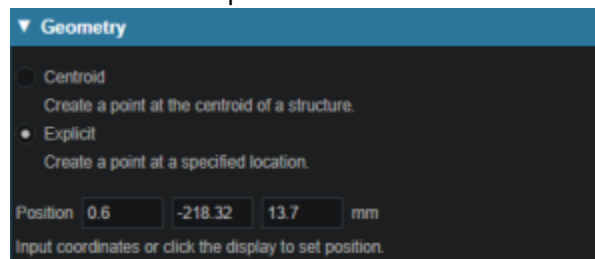 ▼ Geometry
Centroid
Create a point at the centroid of a structure.
Explicit
Create a point at a specified location.
Position 0.6 -218.32 13.7 mm
Input coordinates or click the display to set position.